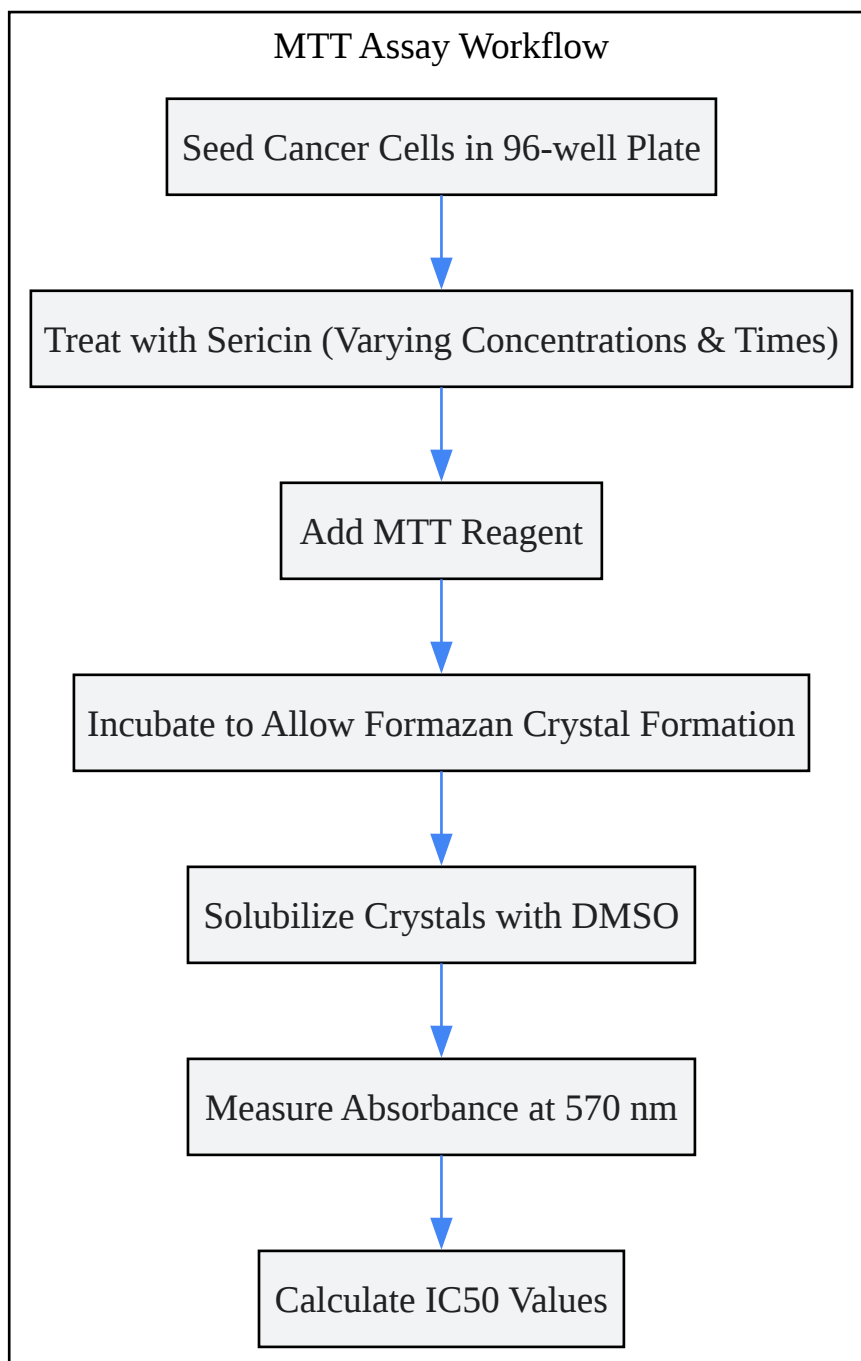 MTT Assay Workflow
Seed Cancer Cells in 96-well Plate
Treat with Sericin (Varying Concentrations & Times)
Add MTT Reagent
Incubate to Allow Formazan Crystal Formation
Solubilize Crystals with DMSO
Measure Absorbance at 570 nm
Calculate IC50 Values